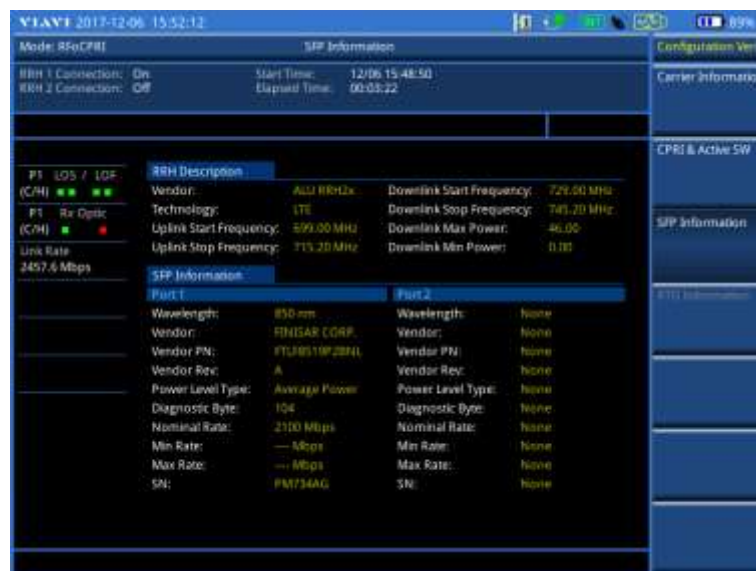 VIAVI 2017-12-06 15:52:12
89%
Mode: RFoCPRI
SFP Information
RRH 1 Connection: On
RRH 2 Connection: Off
Start Time: 12/06 15:48:50
Elapsed Time: 00:03:22
P1 LOS / LOF
(C/H)
P1 Rx Optic
(C/H)
Link Rate
2457.6 Mbps
RRH Description
Vendor: ALU RRH2x
Downlink Start Frequency: 729.00 MHz
Technology: LTE
Downlink Stop Frequency: 745.20 MHz
Uplink Start Frequency: 699.00 MHz
Downlink Max Power: 46.00
Uplink Stop Frequency: 715.20 MHz
Downlink Min Power: 0.00
SFP Information
Port 1
Port 2
Wavelength: 850 nm
Wavelength: None
Vendor: FINISAR CORP.
Vendor: None
Vendor PN:
Vendor PN: None
Vendor Rev: A
Vendor Rev: None
Power Level Type: Average Power
Power Level Type: None
Diagnostic Byte: 104
Diagnostic Byte: None
Nominal Rate: 2100 Mbps
Nominal Rate: None
Min Rate: --- Mbps
Min Rate: None
Max Rate: --- Mbps
Max Rate: None
SN: PM734AG
SN: None
Configuration Ver
Carrier Informatio
CPRI & Active SW
SFP Information